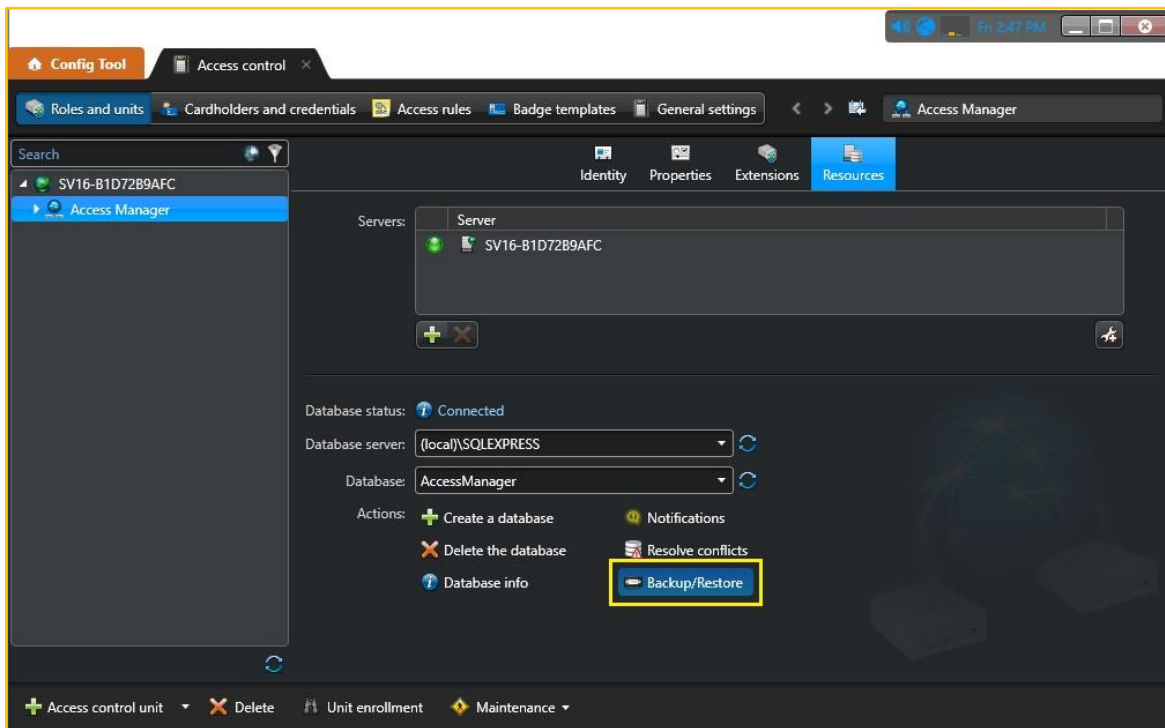 Fri 2:47 PM
Config Tool
Access control
Roles and units
Cardholders and credentials
Access rules
Badge templates
General settings
Access Manager
Search
SV16-B1D72B9AFC
Access Manager
Identity
Properties
Extensions
Resources
Servers:
Server
SV16-B1D72B9AFC
Database status:
Connected
Database server:
(local)\SQLEXPRESS
Database:
AccessManager
Actions:
Create a database
Notifications
Delete the database
Resolve conflicts
Database info
Backup/Restore
Access control unit
Delete
Unit enrollment
Maintenance